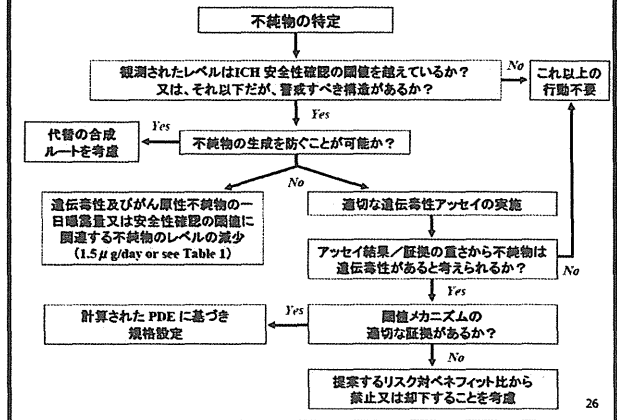 不純物の特定
観測されたレベルはICH 安全性確認の閾値を越えているか？
又は、それ以下だが、警戒すべき構造があるか？
No
これ以上の
行動不要
Yes
代替の合成
ルートを考慮
Yes
不純物の生成を防ぐことが可能か？
No
遺伝毒性及びがん原性不純物の一
日曝露量又は安全性確認の閾値に
関連する不純物のレベルの減少
(1.5μg/day or see Table 1)
適切な遺伝毒性アッセイの実施
アッセイ結果／証拠の重さから不純物は
遺伝毒性があると考えられるか？
No
Yes
計算された PDE に基づき
規格設定
Yes
閾値メカニズムの
適切な証拠があるか？
No
提案するリスク対ベネフィット比から
禁止又は却下することを考慮
26